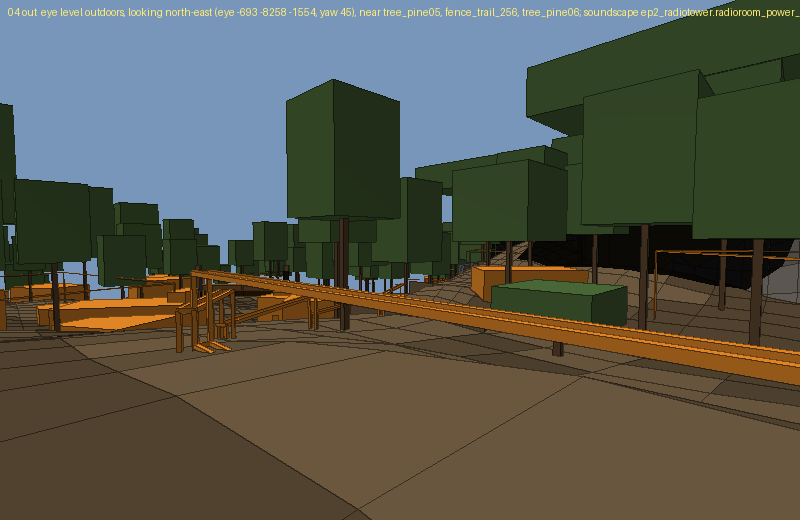 04 out eye level outdoors, looking north-east (eye -693 -8258 -1554, yaw 45), near tree_pine05, fence_trail_256, tree_pine06; soundscape ep2_radiotower.radioroom_power_